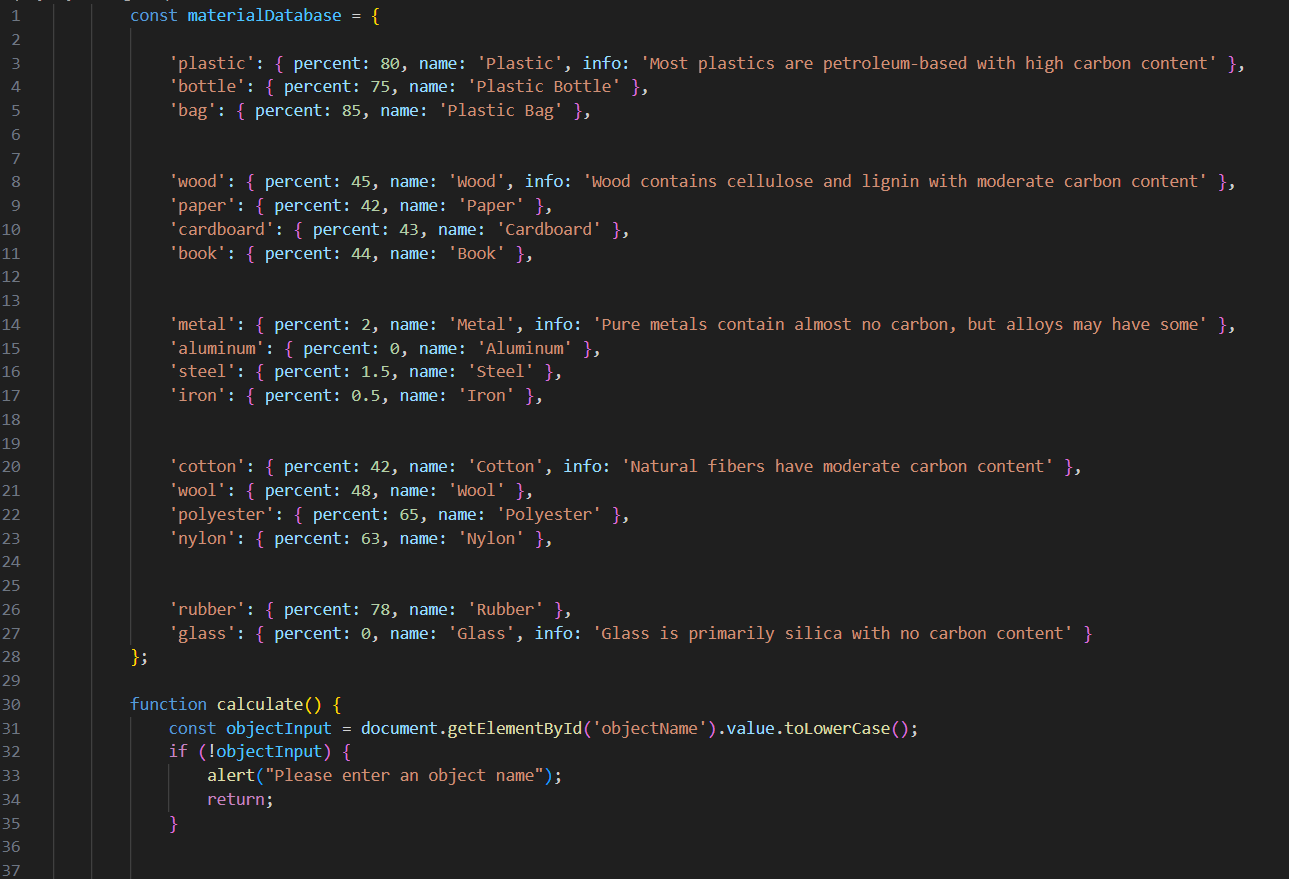 1 const materialDatabase = {
2
3 'plastic': { percent: 80, name: 'Plastic', info: 'Most plastics are petroleum-based with high carbon content' },
4 'bottle': { percent: 75, name: 'Plastic Bottle' },
5 'bag': { percent: 85, name: 'Plastic Bag' },
6
7
8 'wood': { percent: 45, name: 'Wood', info: 'Wood contains cellulose and lignin with moderate carbon content' },
9 'paper': { percent: 42, name: 'Paper' },
10 'cardboard': { percent: 43, name: 'Cardboard' },
11 'book': { percent: 44, name: 'Book' },
12
13
14 'metal': { percent: 2, name: 'Metal', info: 'Pure metals contain almost no carbon, but alloys may have some' },
15 'aluminum': { percent: 0, name: 'Aluminum' },
16 'steel': { percent: 1.5, name: 'Steel' },
17 'iron': { percent: 0.5, name: 'Iron' },
18
19
20 'cotton': { percent: 42, name: 'Cotton', info: 'Natural fibers have moderate carbon content' },
21 'wool': { percent: 48, name: 'Wool' },
22 'polyester': { percent: 65, name: 'Polyester' },
23 'nylon': { percent: 63, name: 'Nylon' },
24
25
26 'rubber': { percent: 78, name: 'Rubber' },
27 'glass': { percent: 0, name: 'Glass', info: 'Glass is primarily silica with no carbon content' }
28 };
29
30 function calculate() {
31 const objectInput = document.getElementById('objectName').value.toLowerCase();
32 if (!objectInput) {
33 alert("Please enter an object name");
34 return;
35 }
36
37